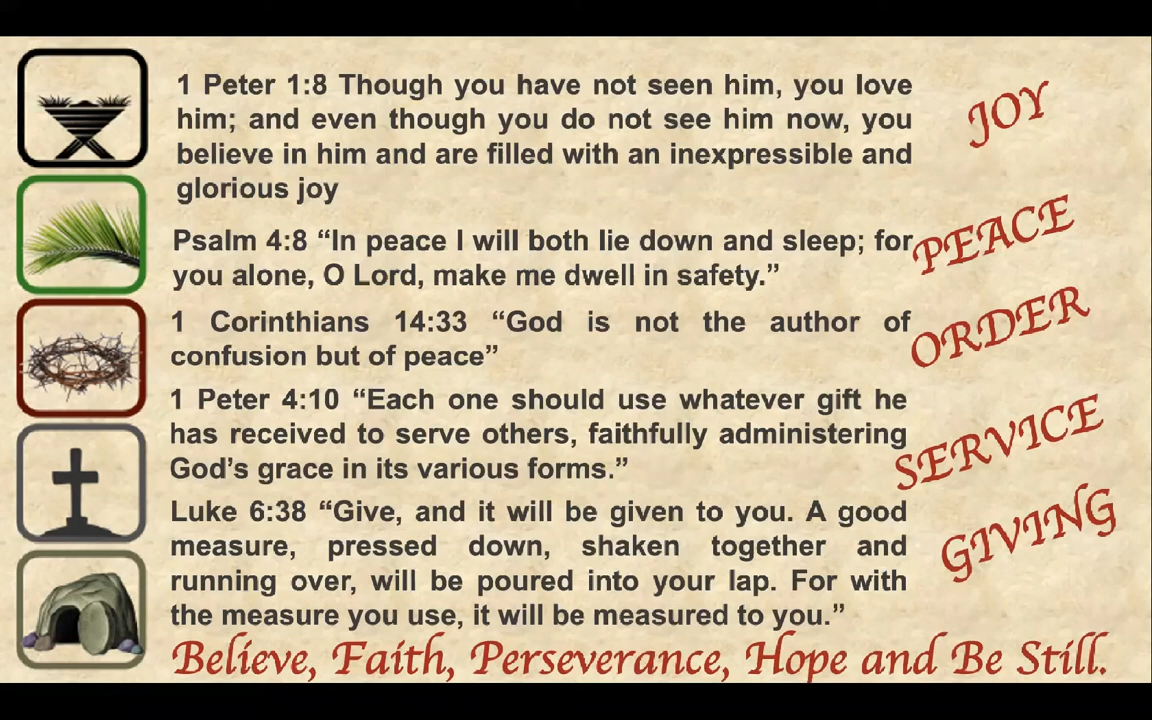 1 Peter 1:8 Though you have not seen him, you love
him; and even though you do not see him now, you
believe in him and are filled with an inexpressible and
glorious joy
JOY
Psalm 4:8 “In peace I will both lie down and sleep; for
you alone, O Lord, make me dwell in safety.”
PEACE
1 Corinthians 14:33 “God is not the author of
confusion but of peace”
ORDER
1 Peter 4:10 “Each one should use whatever gift he
has received to serve others, faithfully administering
God’s grace in its various forms.”
SERVICE
Luke 6:38 “Give, and it will be given to you. A good
measure, pressed down, shaken together and
running over, will be poured into your lap. For with
the measure you use, it will be measured to you.”
GIVING
Believe, Faith, Perseverance, Hope and Be Still.